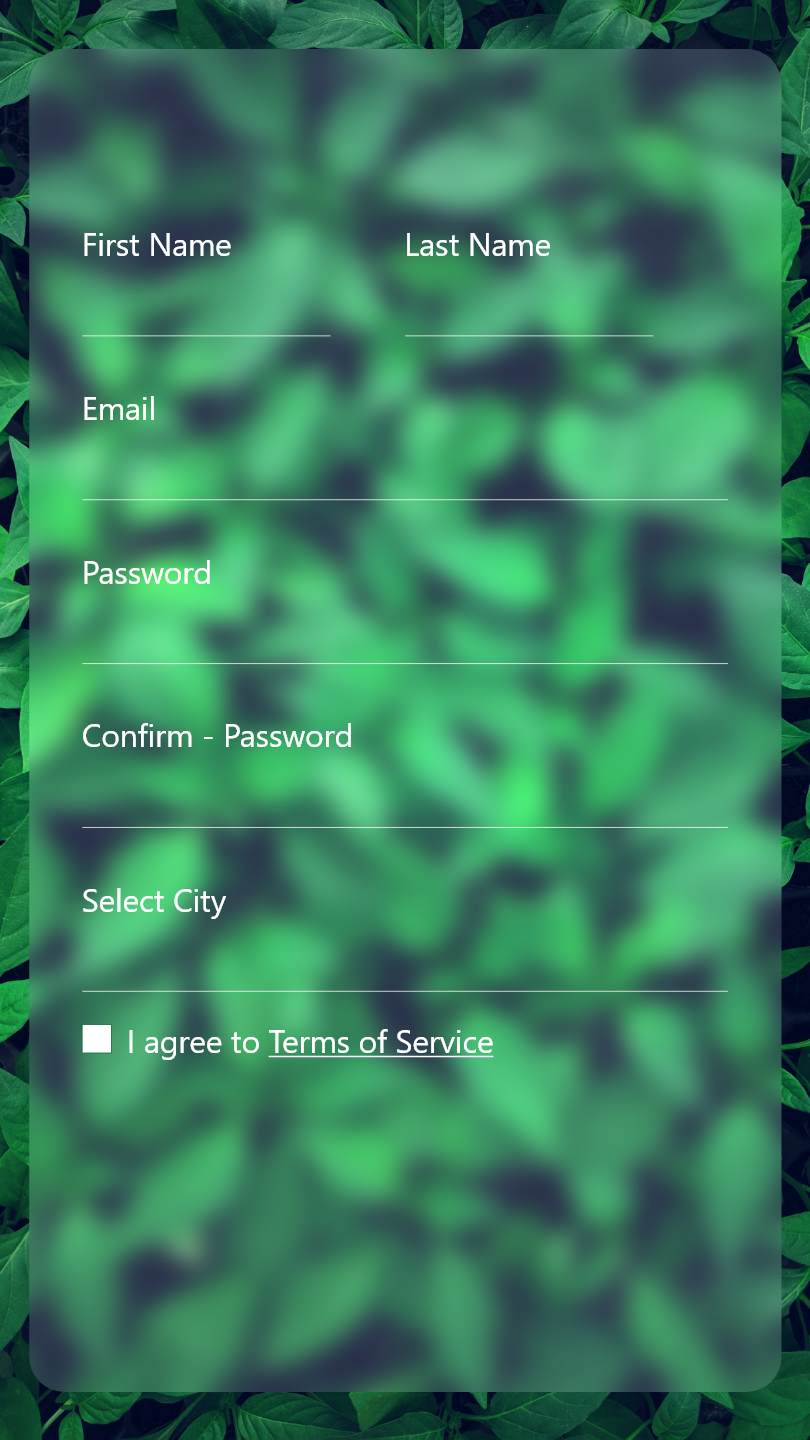 First Name Last Name
Email
Password
Confirm - Password
Select City
I agree to Terms of Service